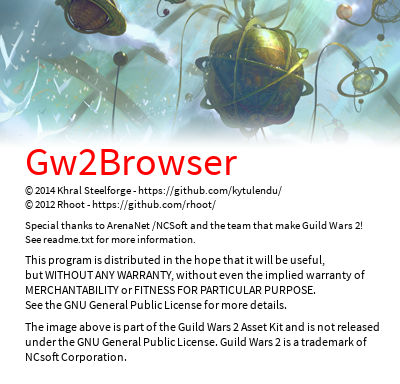 Gw2Browser
© 2014 Khral Steelforge - https://github.com/kytulendu/
© 2012 Rhoot - https://github.com/rhoot/
Special thanks to ArenaNet /NCSoft and the team that make Guild Wars 2!
See readme.txt for more information.
This program is distributed in the hope that it will be useful,
but WITHOUT ANY WARRANTY, without even the implied warranty of
MERCHANTABILITY or FITNESS FOR PARTICULAR PURPOSE.
See the GNU General Public License for more details.
The image above is part of the Guild Wars 2 Asset Kit and is not released
under the GNU General Public License. Guild Wars 2 is a trademark of
NCsoft Corporation.